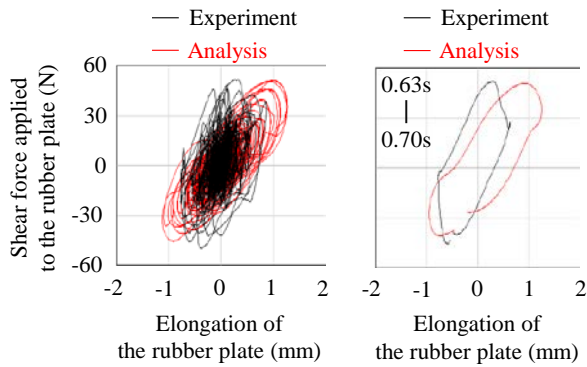 Experiment
Analysis
Shear force applied
to the rubber plate (N)
60
30
0
-30
-60
-2 -1 0 1 2
Elongation of
the rubber plate (mm)
Experiment
Analysis
0.63s
0.70s
-2 -1 0 1 2
Elongation of
the rubber plate (mm)